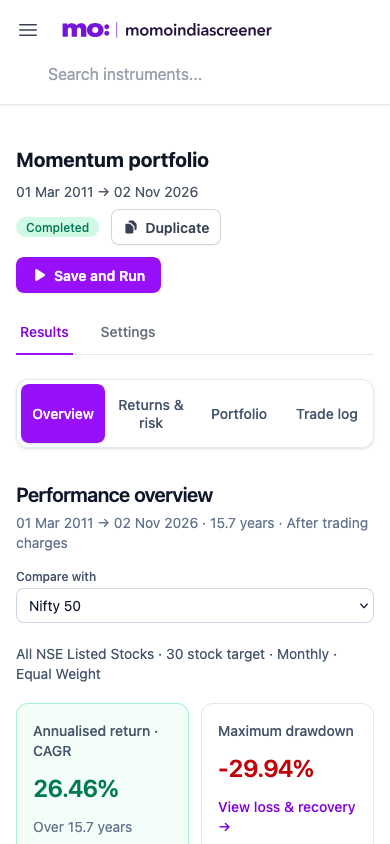 mo: | momoindiascreener
Search instruments...
Momentum portfolio
01 Mar 2011 → 02 Nov 2026
Completed
Duplicate
Save and Run
Results
Settings
Overview
Returns &
risk
Portfolio
Trade log
Performance overview
01 Mar 2011 → 02 Nov 2026 · 15.7 years · After trading
charges
Compare with
Nifty 50
All NSE Listed Stocks · 30 stock target · Monthly ·
Equal Weight
Annualised return ·
CAGR
26.46%
Over 15.7 years
Maximum drawdown
-29.94%
View loss & recovery
→